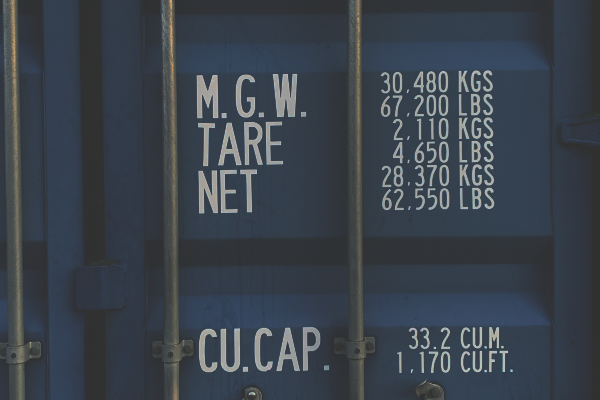 M.G.W. 30,480 KGS
67,200 LBS
TARE 2,110 KGS
4,650 LBS
NET 28,370 KGS
62,550 LBS
CU.CAP. 33.2 CU.M.
1,170 CU.FT.